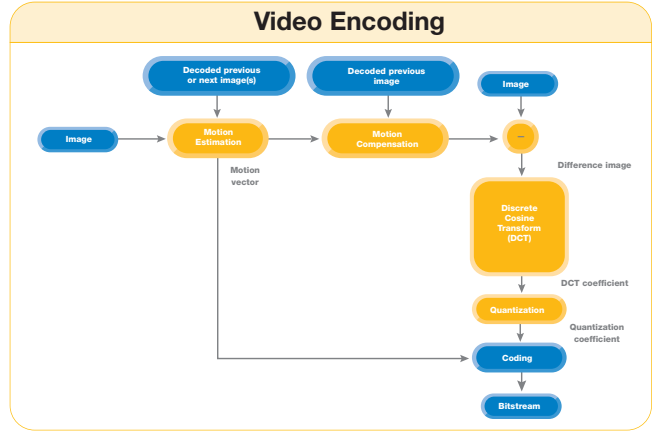 Video Encoding
Decoded previous
or next image(s)
Decoded previous
image
Image
Image
Motion
Estimation
Motion
Compensation
–
Motion
vector
Difference image
Discrete
Cosine
Transform
(DCT)
DCT coefficient
Quantization
Quantization
coefficient
Coding
Bitstream